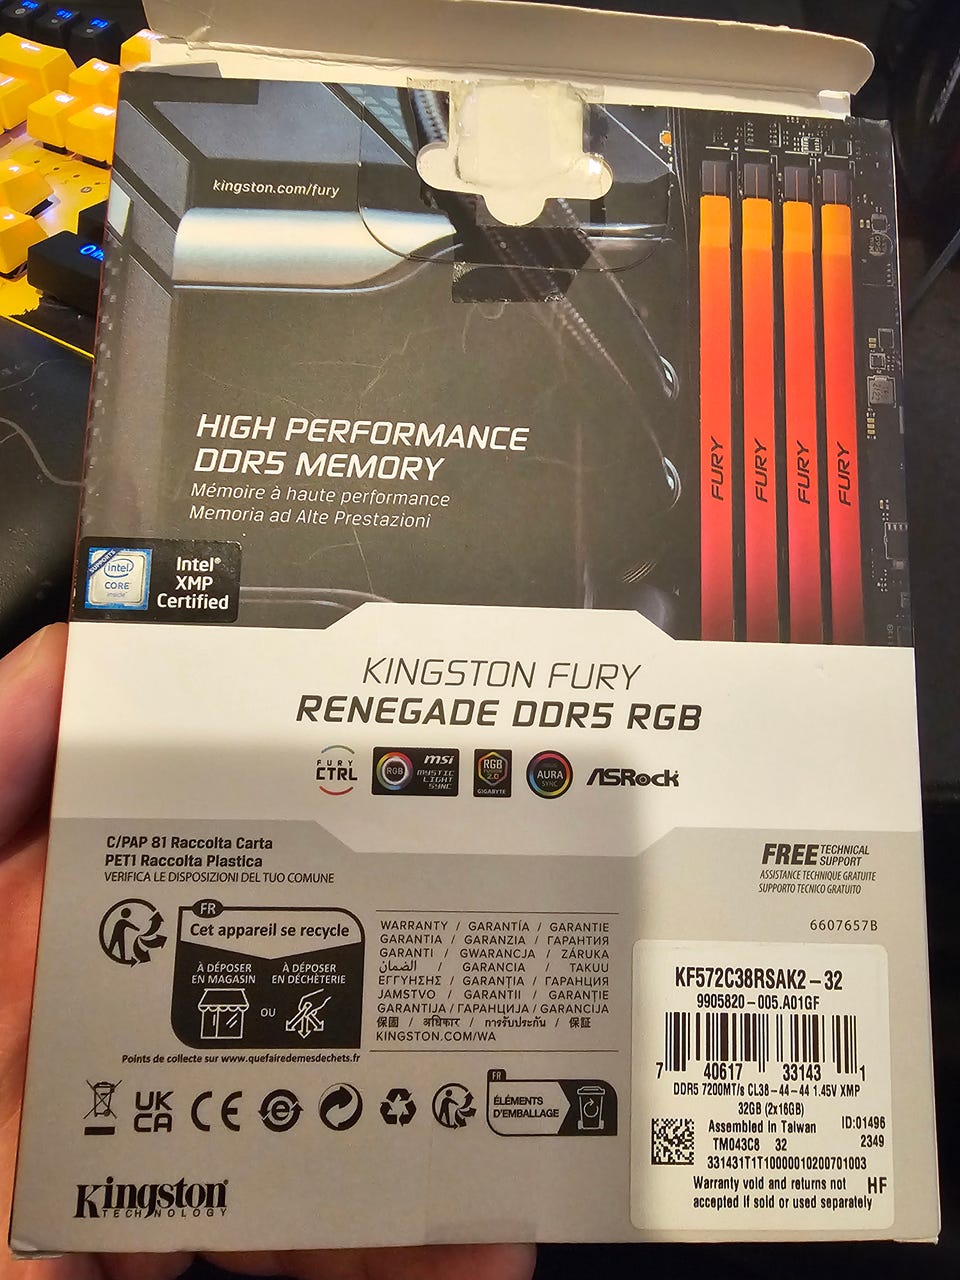 kingston.com/fury
HIGH PERFORMANCE
DDR5 MEMORY
Mémoire à haute performance
Memoria ad Alte Prestazioni
FURY
FURY
FURY
FURY
SUPPORTS
intel
CORE
inside
Intel®
XMP
Certified
KINGSTON FURY
RENEGADE DDR5 RGB
FURY
CTRL
RGB
msi
MYSTIC
LIGHT
SYNC
RGB
FUSION
2.0
GIGABYTE
AURA
SYNC
ASRock
C/PAP 81 Raccolta Carta
PET1 Raccolta Plastica
VERIFICA LE DISPOSIZIONI DEL TUO COMUNE
FREE TECHNICAL
SUPPORT
ASSISTANCE TECHNIQUE GRATUITE
SUPPORTO TECNICO GRATUITO
6607657B
FR
Cet appareil se recycle
À DÉPOSER
EN MAGASIN
OU
À DÉPOSER
EN DÉCHÈTERIE
Points de collecte sur www.quefairedemesdechets.fr
WARRANTY / GARANTÍA / GARANTIE
GARANTIA / GARANZIA / ГАРАНТИЯ
GARANTI / GWARANCJA / ZÁRUKA
الضمان / GARANCIA / TAKUU
ΕΓΓΥΗΣΗΣ / GARANTIJA / ГАРАНЦИЯ
JAMSTVO / GARANTII / GARANȚIE
GARANTIJA / ГАРАНЦИЈА / GARANCIJA
保固 / अधिकार / การรับประกัน / 保証
KINGSTON.COM/WA
UK
CA
CE
e
FR
ÉLÉMENTS
D'EMBALLAGE
Kingston
TECHNOLOGY
KF572C38RSAK2-32
9905820-005.A01GF
7 40617 33143 1
DDR5 7200MT/s CL38-44-44 1.45V XMP
32GB (2x16GB)
Assembled in Taiwan ID:01496
TM043C8 32 2349
331431T1T10000010200701003
Warranty void and returns not HF
accepted if sold or used separately